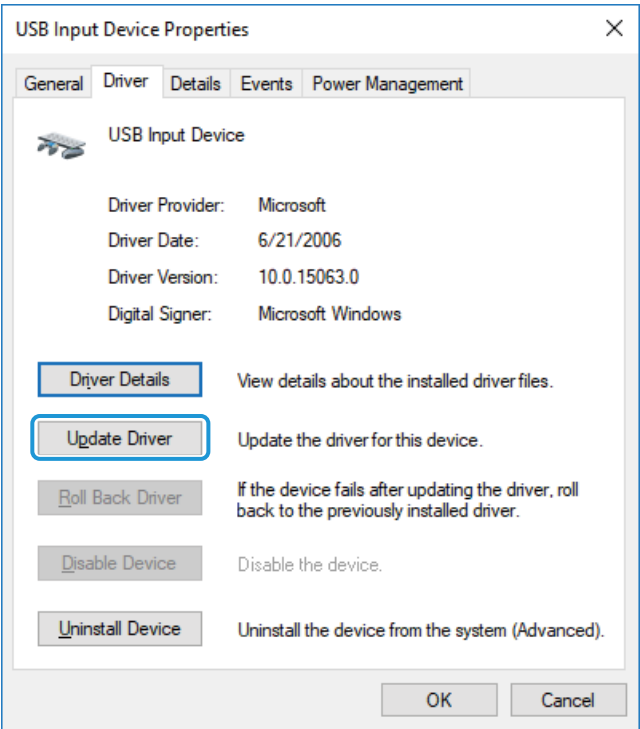 USB Input Device Properties
General Driver Details Events Power Management
USB Input Device
Driver Provider: Microsoft
Driver Date: 6/21/2006
Driver Version: 10.0.15063.0
Digital Signer: Microsoft Windows
Driver Details View details about the installed driver files.
Update Driver Update the driver for this device.
Roll Back Driver If the device fails after updating the driver, roll
back to the previously installed driver.
Disable Device Disable the device.
Uninstall Device Uninstall the device from the system (Advanced).
OK Cancel